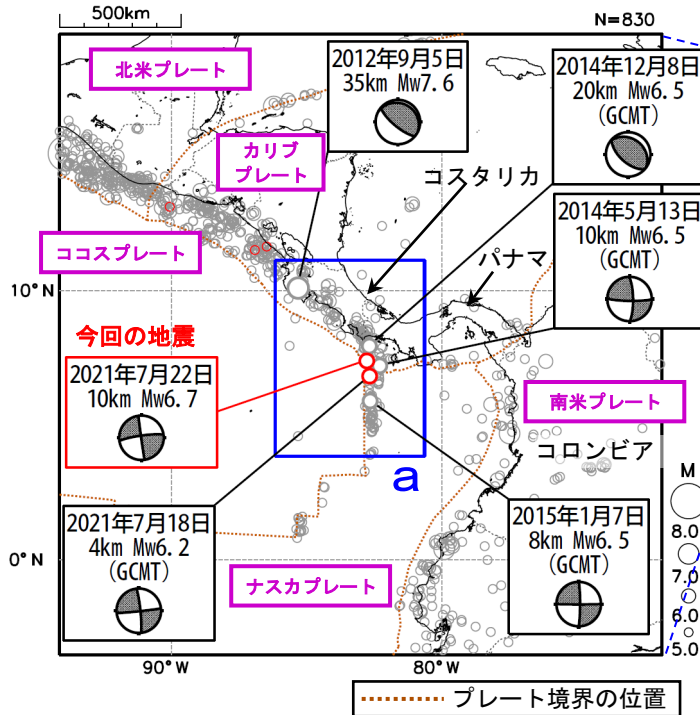 500km
N=830
北米プレート
2012年9月5日
35km Mw7.6
2014年12月8日
20km Mw6.5
(GCMT)
カリブ
プレート
コスタリカ
2014年5月13日
10km Mw6.5
(GCMT)
ココスプレート
パナマ
10°N
今回の地震
2021年7月22日
10km Mw6.7
南米プレート
コロンビア
a
M
8.0
7.0
6.0
5.0
2021年7月18日
4km Mw6.2
(GCMT)
2015年1月7日
8km Mw6.5
(GCMT)
0°N
ナスカプレート
90°W
80°W
プレート境界の位置